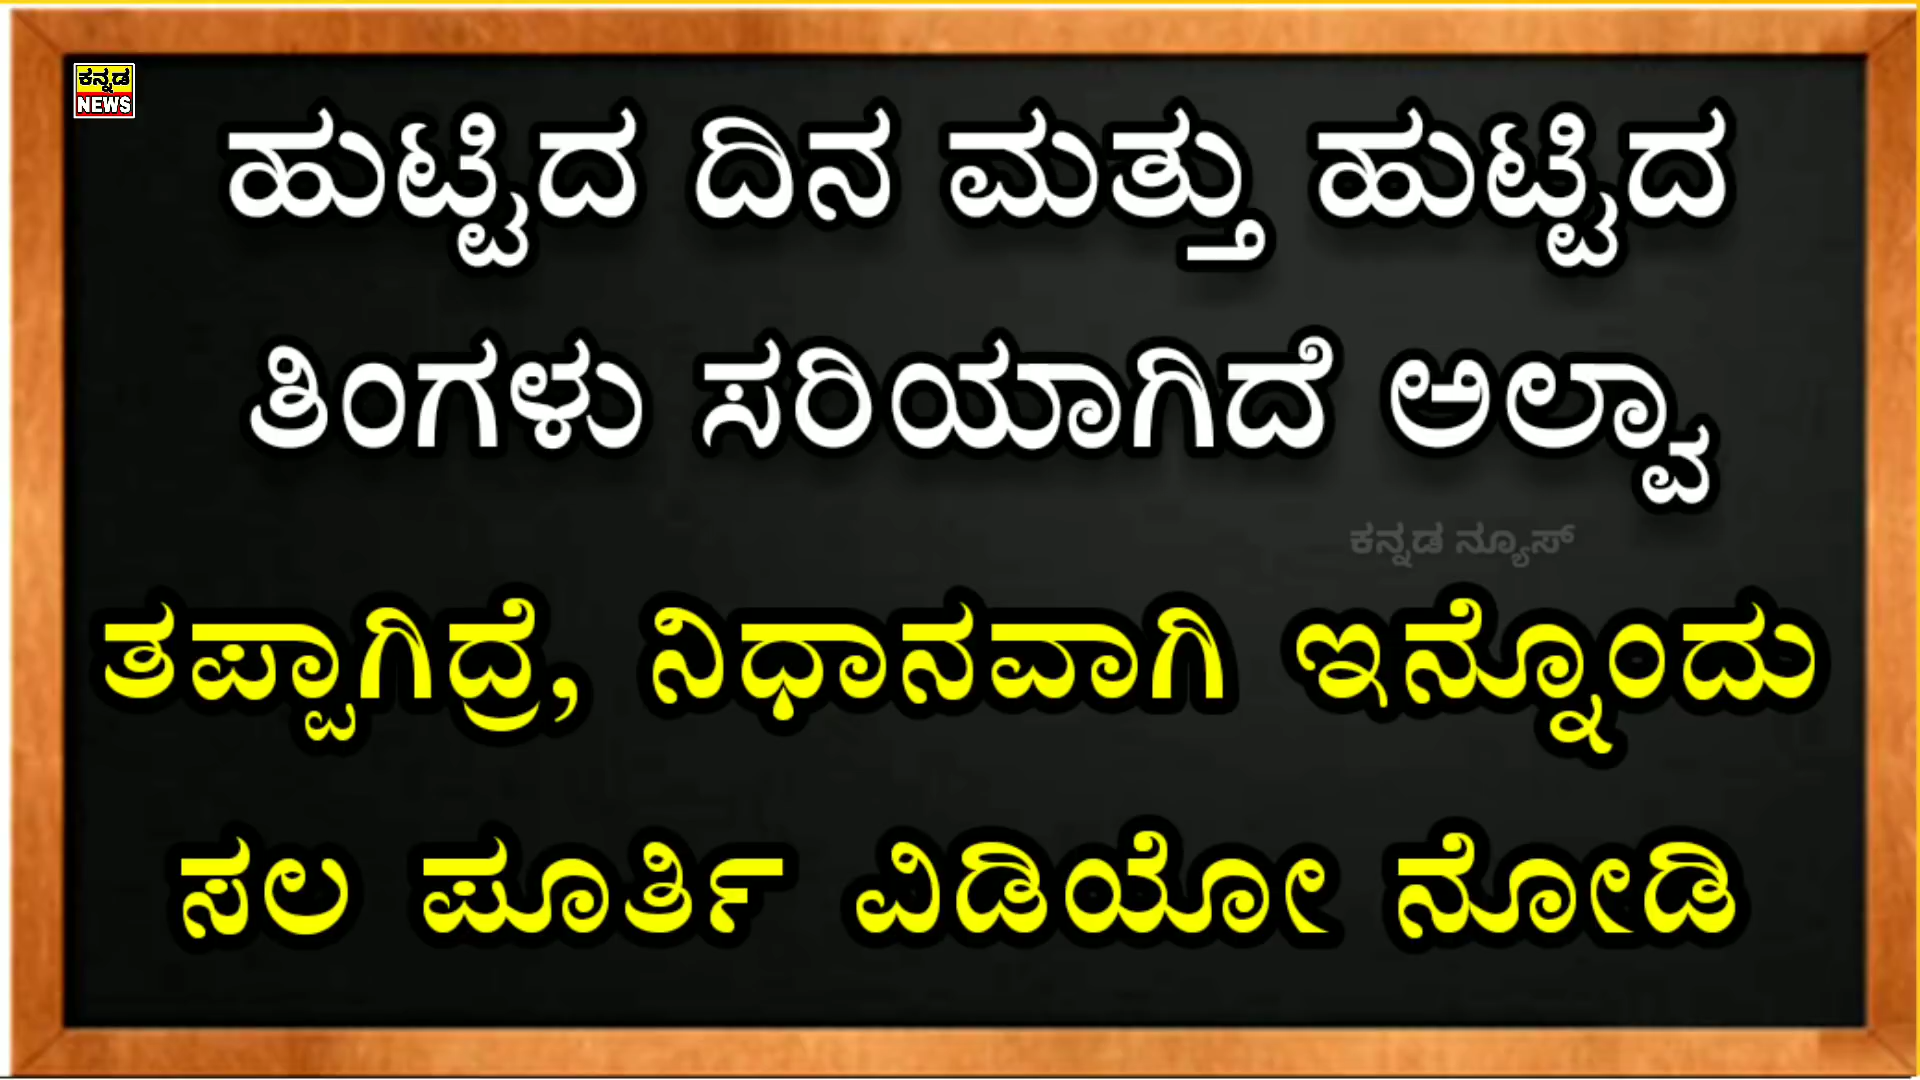 ಕನ್ನಡ
NEWS
ಹುಟ್ಟಿದ ದಿನ ಮತ್ತು ಹುಟ್ಟಿದ
ತಿಂಗಳು ಸರಿಯಾಗಿದೆ ಅಲ್ವಾ
ಕನ್ನಡ ನ್ಯೂಸ್
ತಪ್ಪಾಗಿದ್ರೆ, ನಿಧಾನವಾಗಿ ಇನ್ನೊಂದು
ಸಲ ಪೂರ್ತಿ ವಿಡಿಯೋ ನೋಡಿ